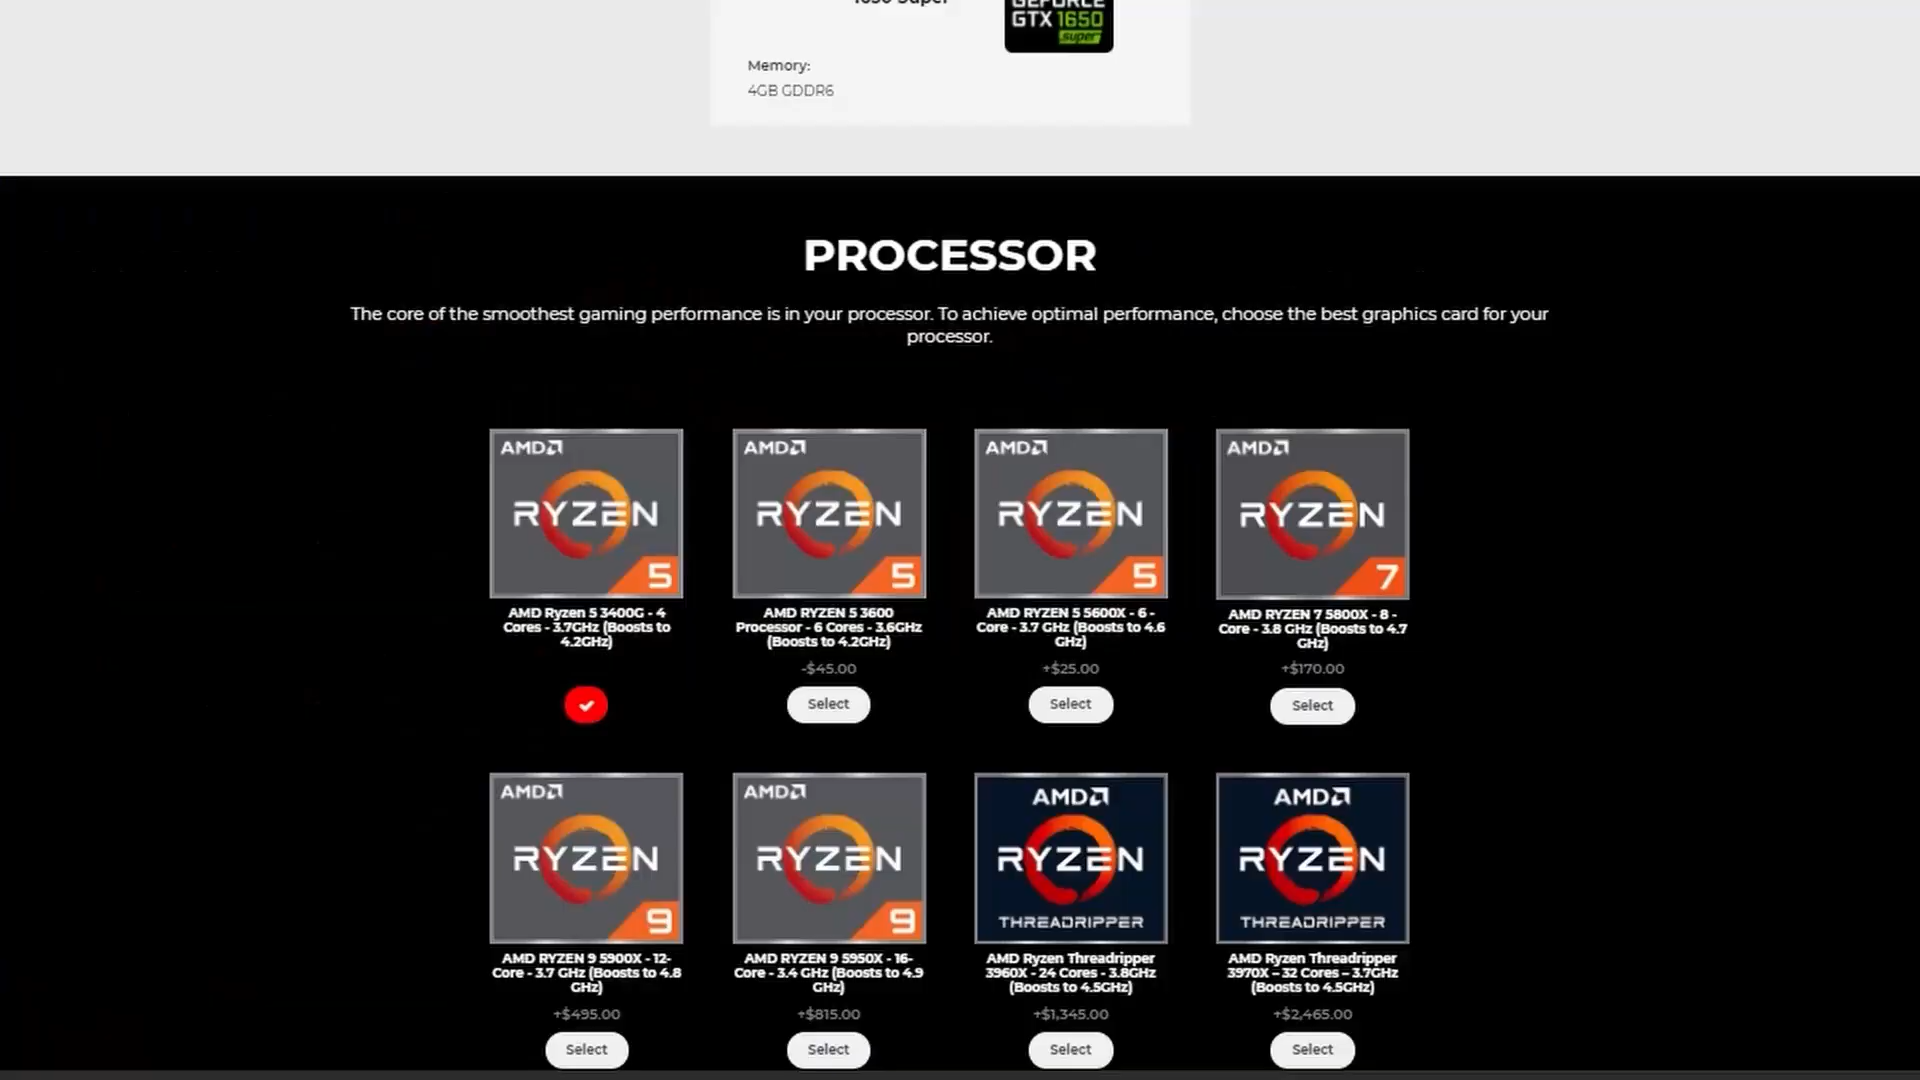 1650 Super
GEFORCE
GTX 1650
super
Memory:
4GB GDDR6
PROCESSOR
The core of the smoothest gaming performance is in your processor. To achieve optimal performance, choose the best graphics card for your
processor.
AMD
RYZEN
5
AMD
RYZEN
5
AMD
RYZEN
5
AMD
RYZEN
7
AMD Ryzen 5 3400G - 4
Cores - 3.7GHz (Boosts to
4.2GHz)
AMD RYZEN 5 3600
Processor - 6 Cores - 3.6GHz
(Boosts to 4.2GHz)
-$45.00
Select
AMD RYZEN 5 5600X - 6 -
Core - 3.7 GHz (Boosts to 4.6
GHz)
+$25.00
Select
AMD RYZEN 7 5800X - 8 -
Core - 3.8 GHz (Boosts to 4.7
GHz)
+$170.00
Select
AMD
RYZEN
9
AMD
RYZEN
9
AMD
RYZEN
THREADRIPPER
AMD
RYZEN
THREADRIPPER
AMD RYZEN 9 5900X - 12-
Core - 3.7 GHz (Boosts to 4.8
GHz)
+$495.00
Select
AMD RYZEN 9 5950X - 16-
Core - 3.4 GHz (Boosts to 4.9
GHz)
+$815.00
Select
AMD Ryzen Threadripper
3960X - 24 Cores - 3.8GHz
(Boosts to 4.5GHz)
+$1,345.00
Select
AMD Ryzen Threadripper
3970X – 32 Cores – 3.7GHz
(Boosts to 4.5GHz)
+$2,465.00
Select